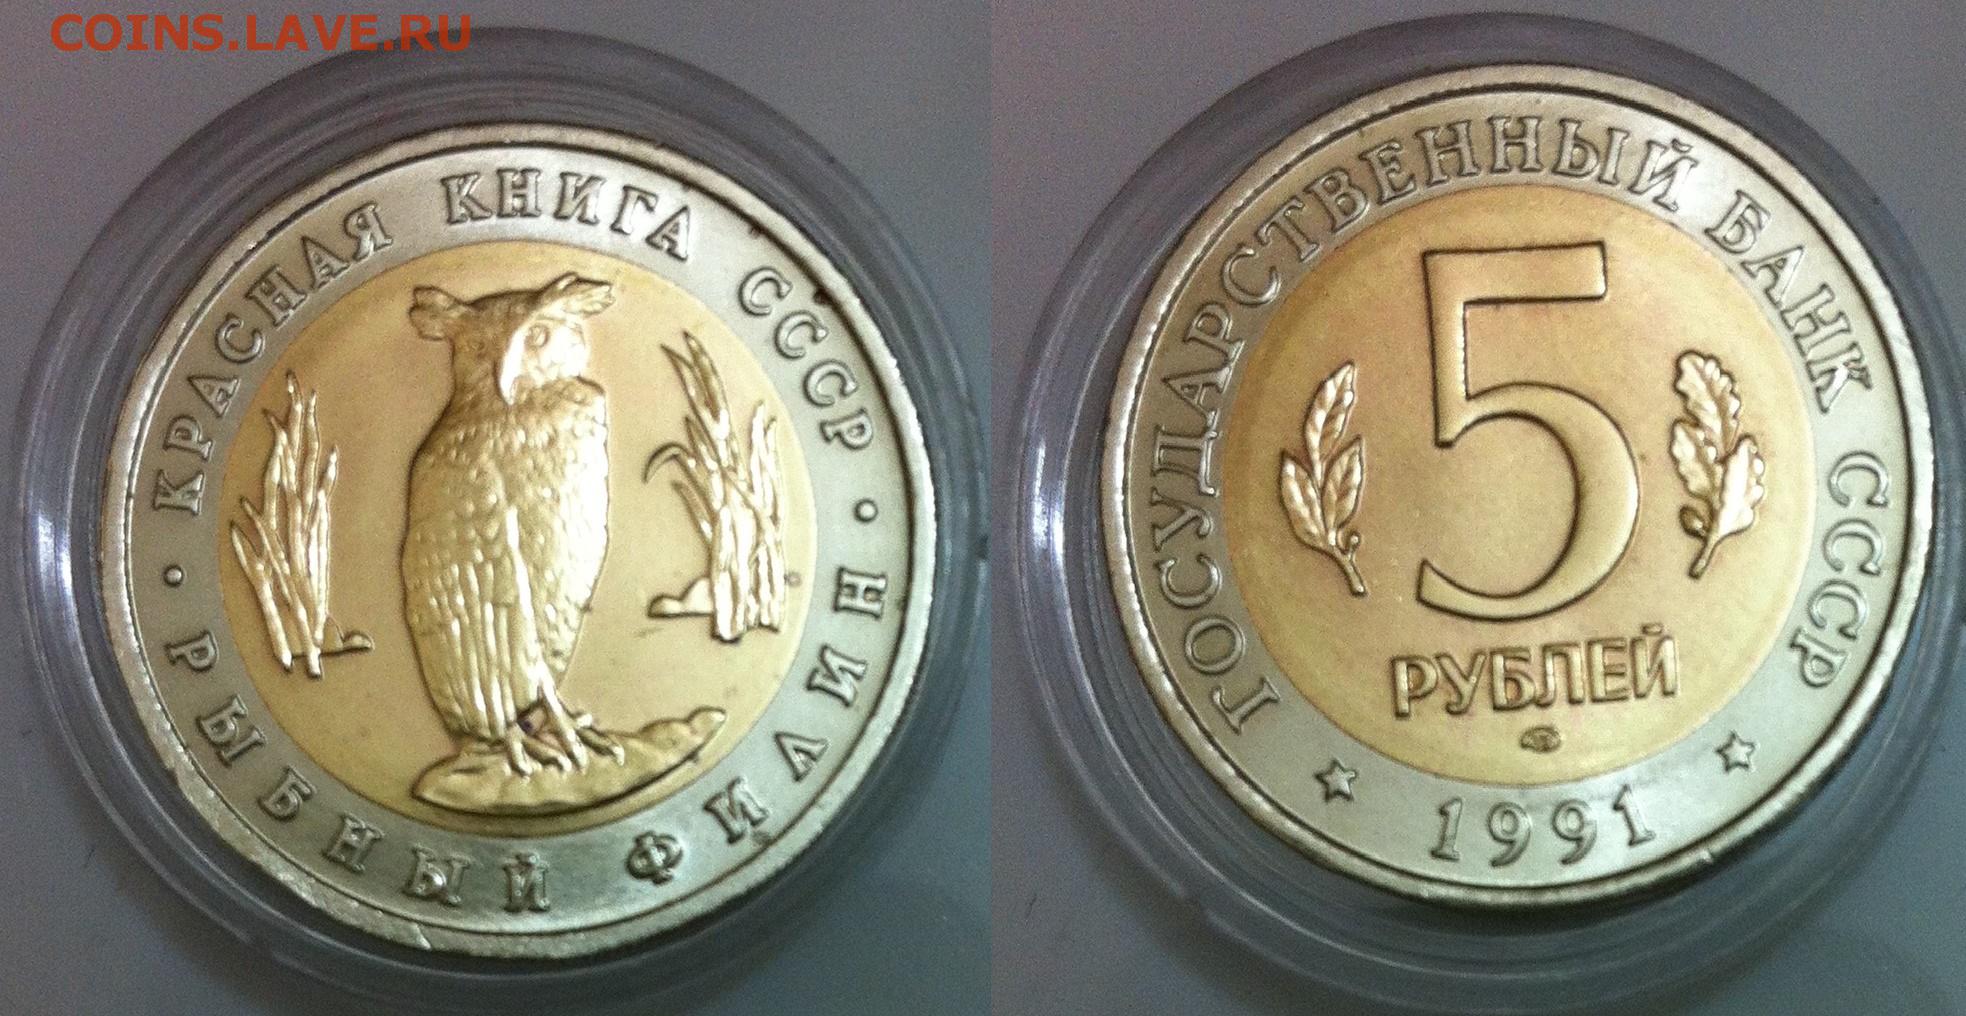 COINS.LAVE.RU
· КРАСНАЯ КНИГА СССР ·
РЫБНЫЙ ФИЛИН
ГОСУДАРСТВЕННЫЙ БАНК СССР
5
РУБЛЕЙ
1991